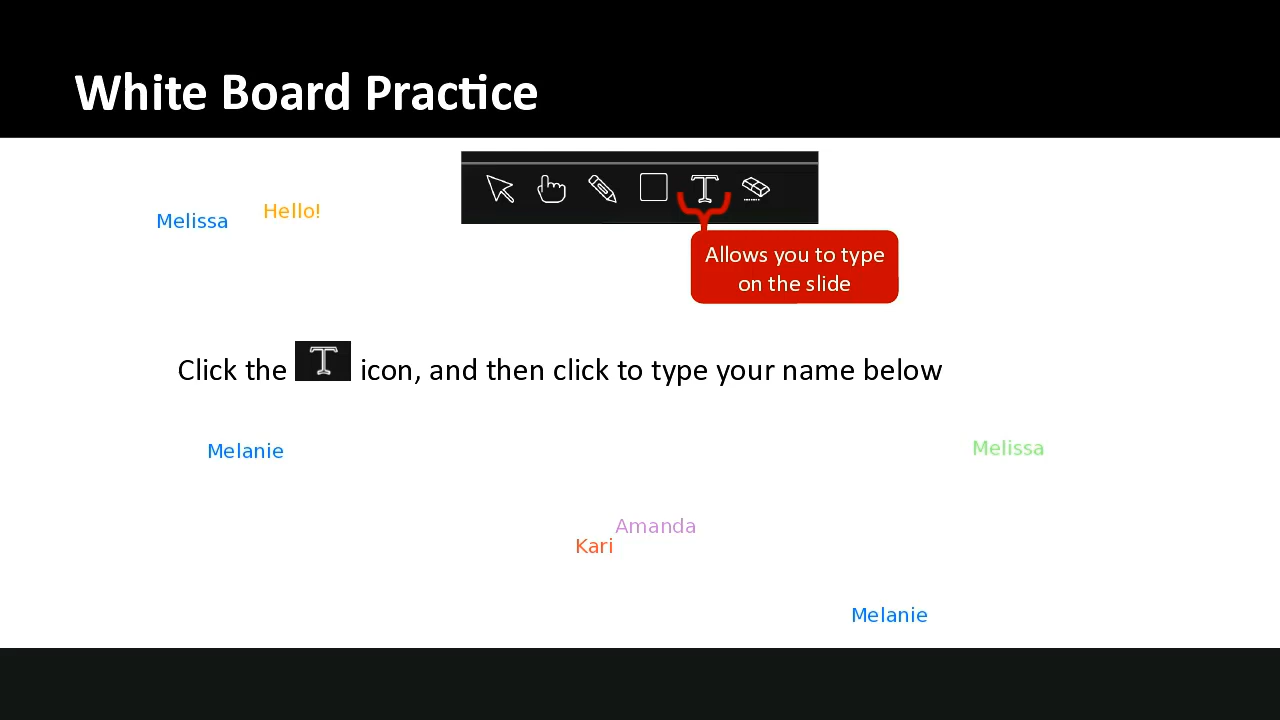 White Board Practice
Hello!
Melissa
Allows you to type
on the slide
Click the T icon, and then click to type your name below
Melanie
Melissa
Amanda
Kari
Melanie